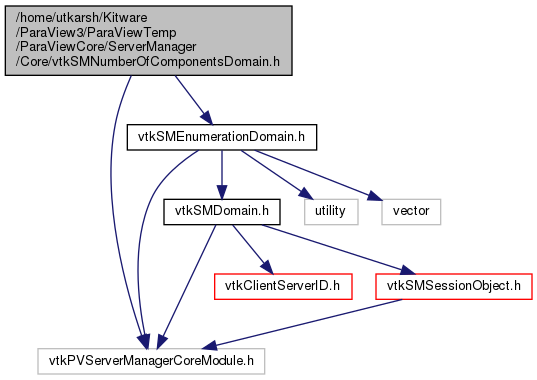 /home/utkarsh/Kitware
/ParaView3/ParaViewTemp
/ParaViewCore/ServerManager
/Core/vtkSMNumberOfComponentsDomain.h
vtkSMEnumerationDomain.h
vtkSMDomain.h
utility
vector
vtkClientServerID.h
vtkSMSessionObject.h
vtkPVServerManagerCoreModule.h